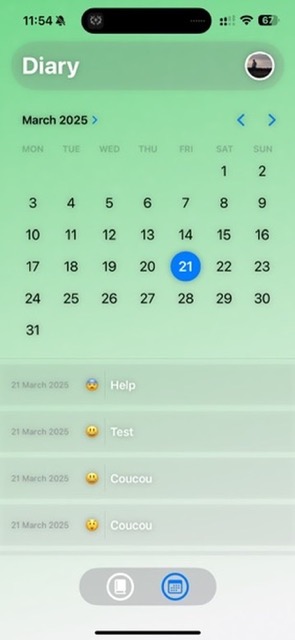 11:54
67
Diary
March 2025
MON TUE WED THU FRI SAT SUN
1 2
3 4 5 6 7 8 9
10 11 12 13 14 15 16
17 18 19 20 21 22 23
24 25 26 27 28 29 30
31
21 March 2025 Help
21 March 2025 Test
21 March 2025 Coucou
21 March 2025 Coucou